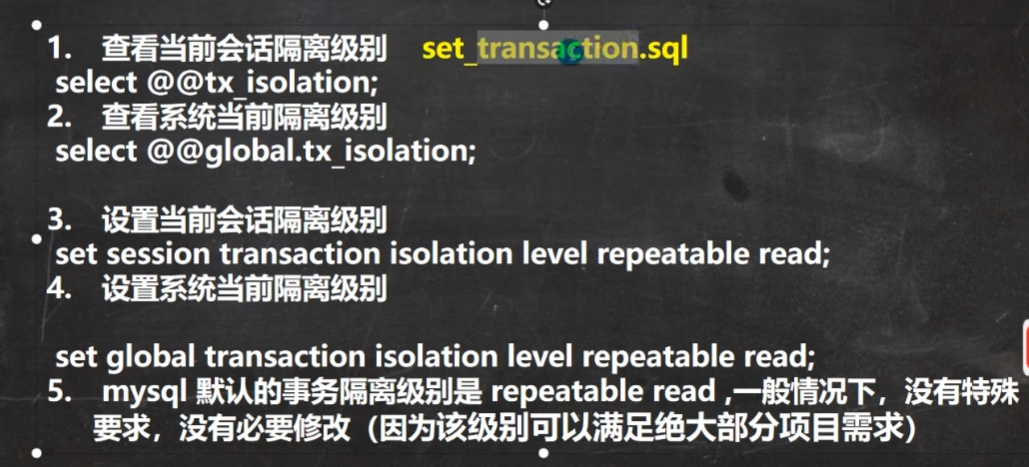 1. 查看当前会话隔离级别 set_transaction.sql
select @@tx_isolation;
2. 查看系统当前隔离级别
select @@global.tx_isolation;
3. 设置当前会话隔离级别
set session transaction isolation level repeatable read;
4. 设置系统当前隔离级别
set global transaction isolation level repeatable read;
5. mysql 默认的事务隔离级别是 repeatable read ,一般情况下，没有特殊
要求，没有必要修改（因为该级别可以满足绝大部分项目需求）